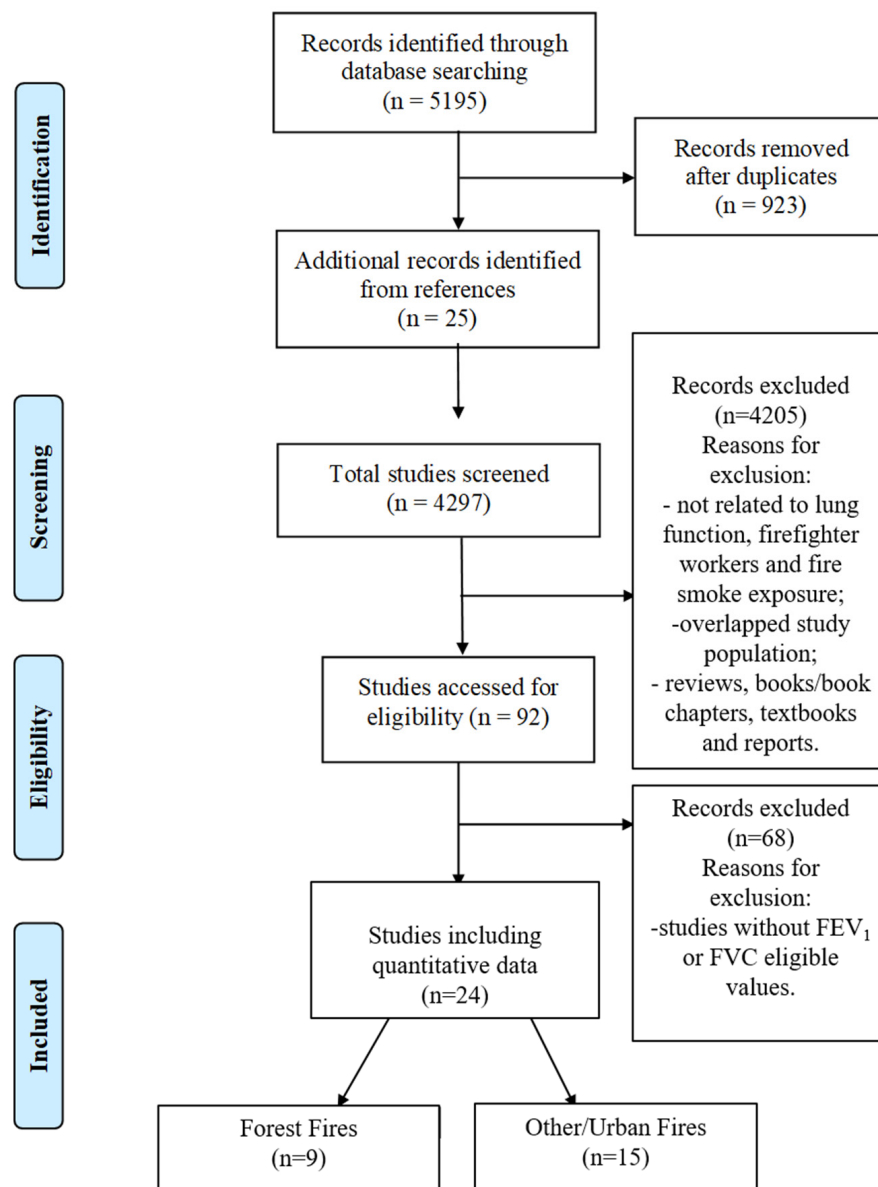 Identification
Records identified through
database searching
(n = 5195)
Records removed
after duplicates
(n = 923)
Additional records identified
from references
(n = 25)
Screening
Total studies screened
(n = 4297)
Records excluded
(n=4205)
Reasons for
exclusion:
- not related to lung
function, firefighter
workers and fire
smoke exposure;
-overlapped study
population;
- reviews, books/book
chapters, textbooks
and reports.
Eligibility
Studies accessed for
eligibility (n = 92)
Records excluded
(n=68)
Reasons for
exclusion:
-studies without FEV₁
or FVC eligible
values.
Included
Studies including
quantitative data
(n=24)
Forest Fires
(n=9)
Other/Urban Fires
(n=15)